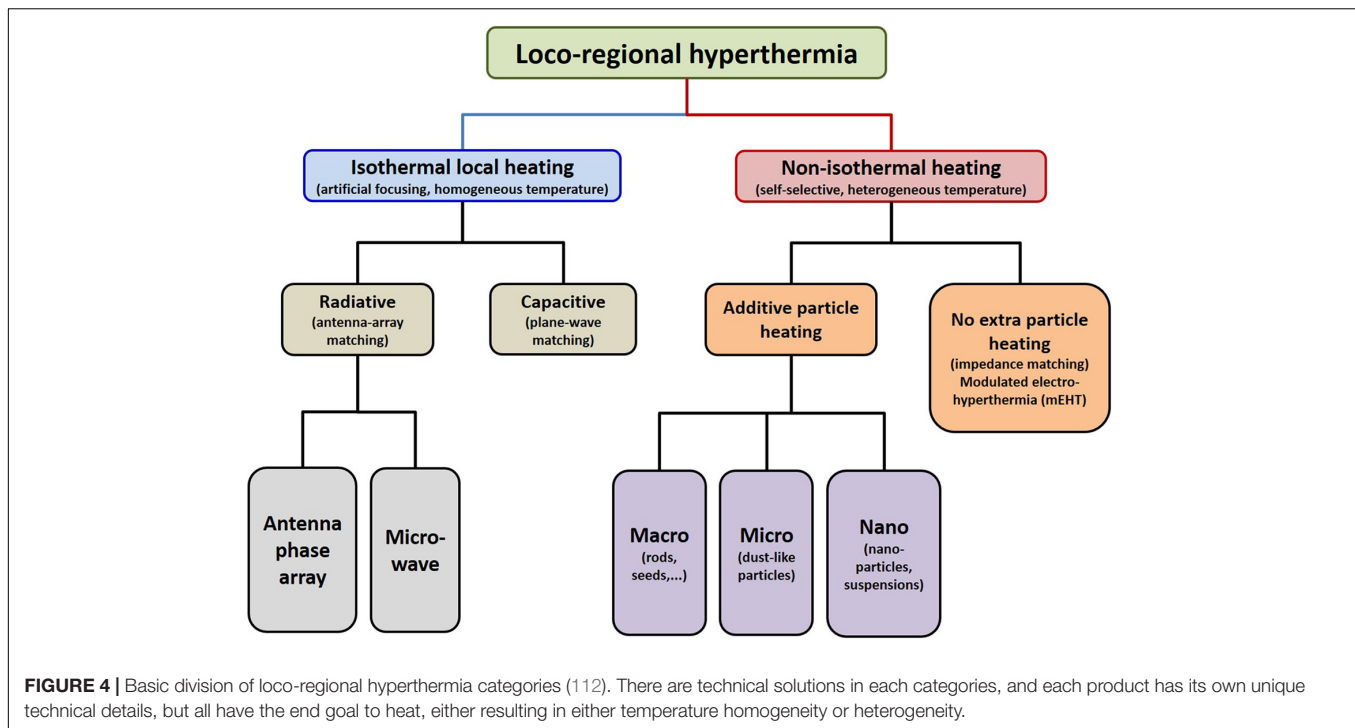 Loco-regional hyperthermia
Isothermal local heating
(artificial focusing, homogeneous temperature)
Non-isothermal heating
(self-selective, heterogeneous temperature)
Radiative
(antenna-array
matching)
Capacitive
(plane-wave
matching)
Additive particle
heating
No extra particle
heating
(impedance matching)
Modulated electro-
hyperthermia (mEHT)
Antenna
phase
array
Micro-
wave
Macro
(rods,
seeds,...)
Micro
(dust-like
particles)
Nano
(nano-
particles,
suspensions)
FIGURE 4 | Basic division of loco-regional hyperthermia categories (112). There are technical solutions in each categories, and each product has its own unique
technical details, but all have the end goal to heat, either resulting in either temperature homogeneity or heterogeneity.